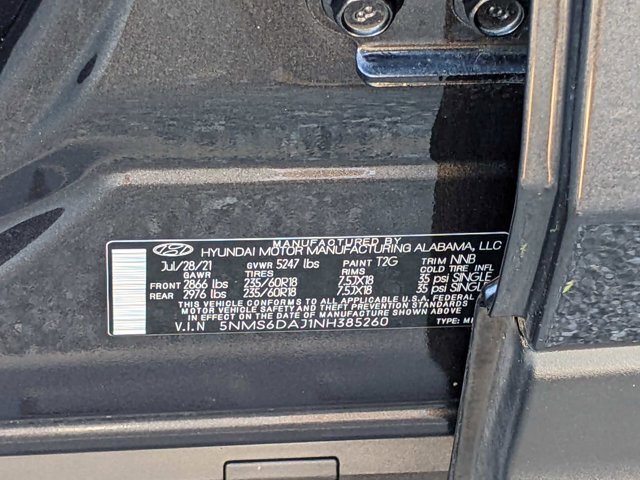 MANUFACTURED BY
HYUNDAI MOTOR MANUFACTURING ALABAMA, LLC
Jul/28/21 GVWR 5247 lbs PAINT T2G TRIM NNB
GAWR TIRES RIMS COLD TIRE INFL
FRONT 2866 lbs 235/60R18 7.5JX18 35 psi SINGLE
REAR 2976 lbs 235/60R18 7.5JX18 35 psi SINGLE
THIS VEHICLE CONFORMS TO ALL APPLICABLE U.S.A. FEDERAL
MOTOR VEHICLE SAFETY AND THEFT PREVENTION STANDARDS
IN EFFECT ON THE DATE OF MANUFACTURE SHOWN ABOVE
V.I.N 5NMS6DAJ1NH385260
TYPE: